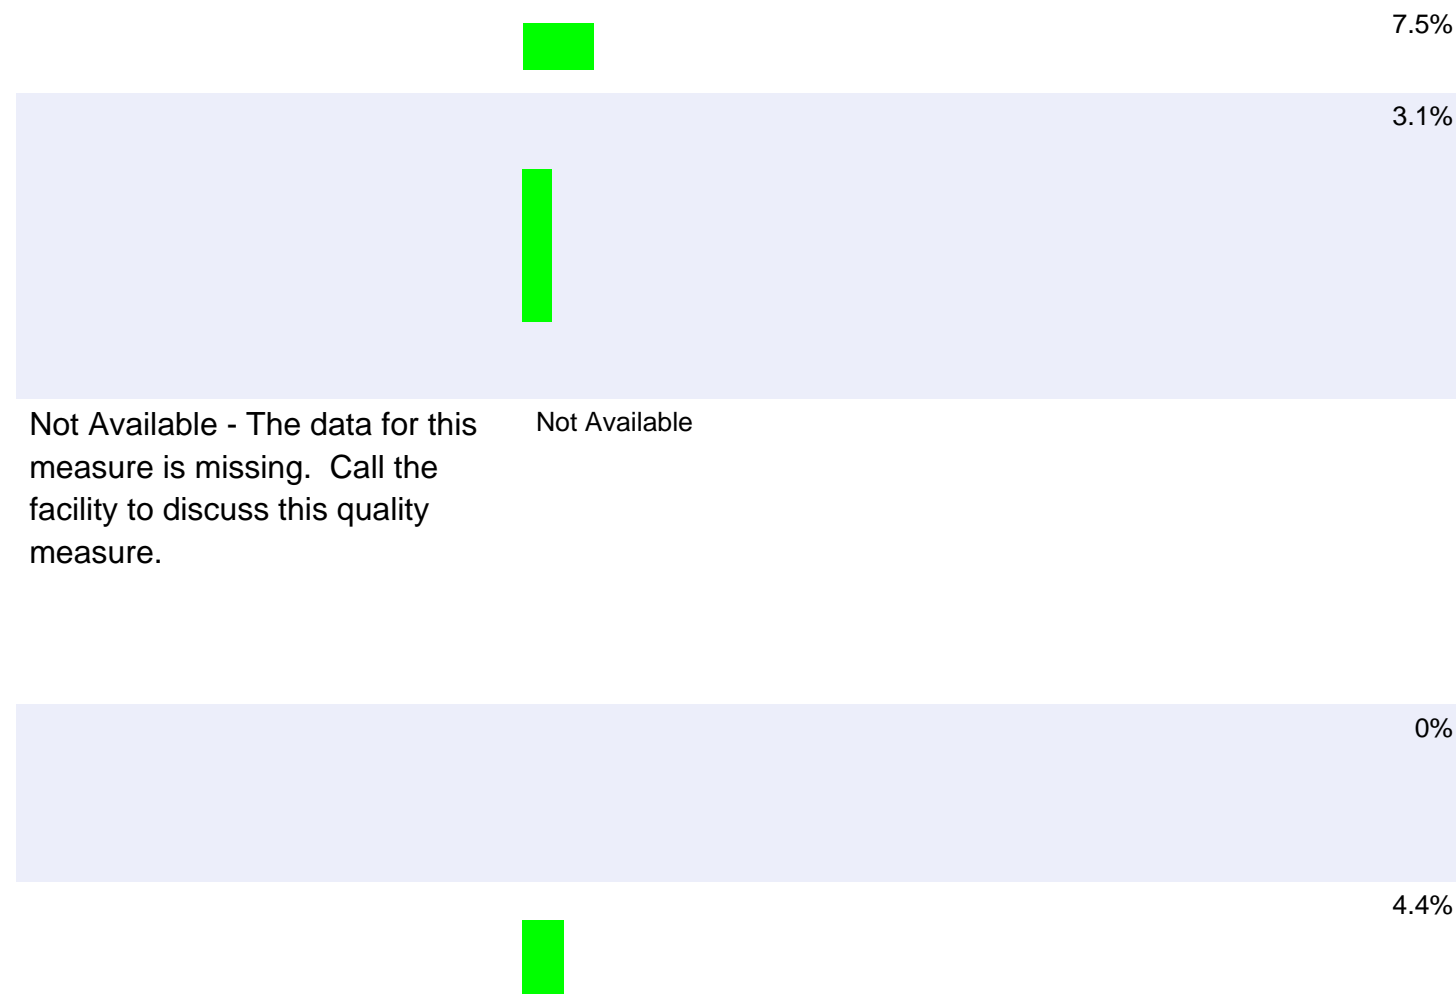 7.5%
3.1%
Not Available - The data for this
measure is missing.  Call the
facility to discuss this quality
measure.
Not Available
0%
4.4%